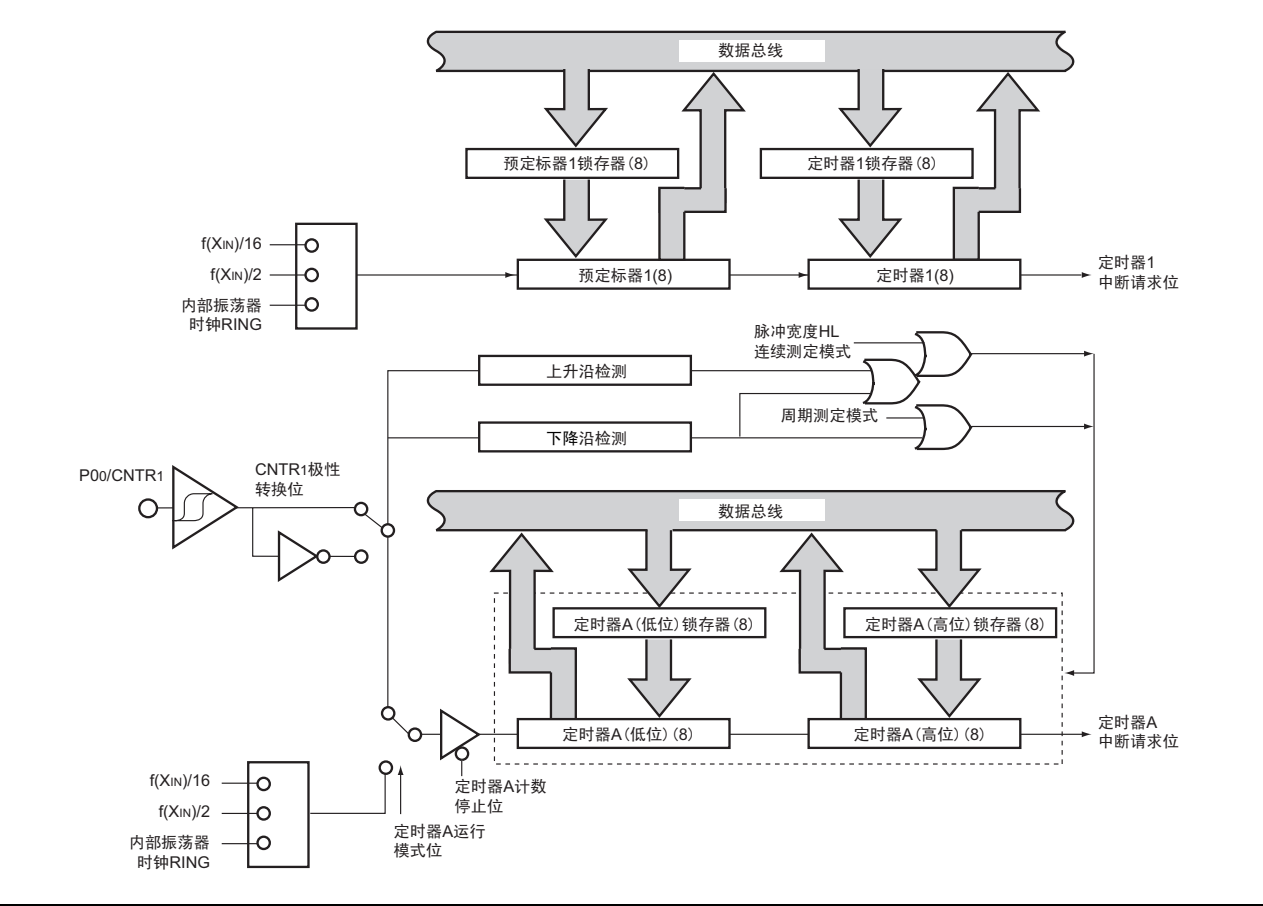 数据总线
预定标器1锁存器(8)
定时器1锁存器(8)
f(XIN)/16
f(XIN)/2
内部振荡器
时钟RING
预定标器1(8)
定时器1(8)
定时器1
中断请求位
脉冲宽度HL
连续测定模式
上升沿检测
周期测定模式
下降沿检测
P00/CNTR1
CNTR1极性
转换位
数据总线
定时器A(低位)锁存器(8)
定时器A(高位)锁存器(8)
定时器A(低位)(8)
定时器A(高位)(8)
定时器A
中断请求位
f(XIN)/16
f(XIN)/2
内部振荡器
时钟RING
定时器A计数
停止位
定时器A运行
模式位